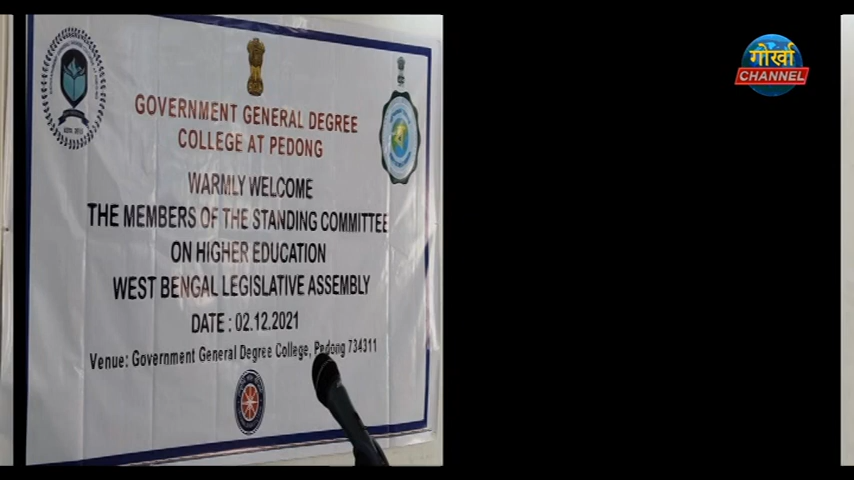 GOVERNMENT GENERAL DEGREE
COLLEGE AT PEDONG
WARMLY WELCOME
THE MEMBERS OF THE STANDING COMMITTEE
ON HIGHER EDUCATION
WEST BENGAL LEGISLATIVE ASSEMBLY
DATE : 02.12.2021
Venue: Government General Degree College, Pedong 734311
गोर्खा
CHANNEL